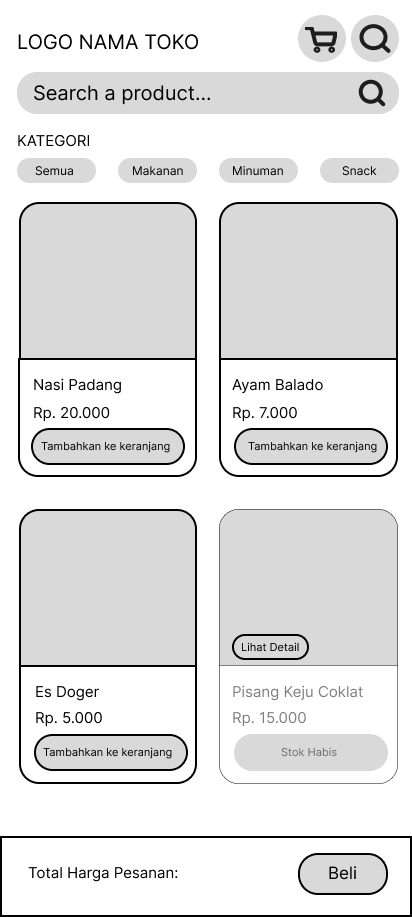 LOGO NAMA TOKO
Search a product...
KATEGORI
Semua
Makanan
Minuman
Snack
Nasi Padang
Rp. 20.000
Tambahkan ke keranjang
Ayam Balado
Rp. 7.000
Tambahkan ke keranjang
Es Doger
Rp. 5.000
Tambahkan ke keranjang
Lihat Detail
Pisang Keju Coklat
Rp. 15.000
Stok Habis
Total Harga Pesanan:
Beli